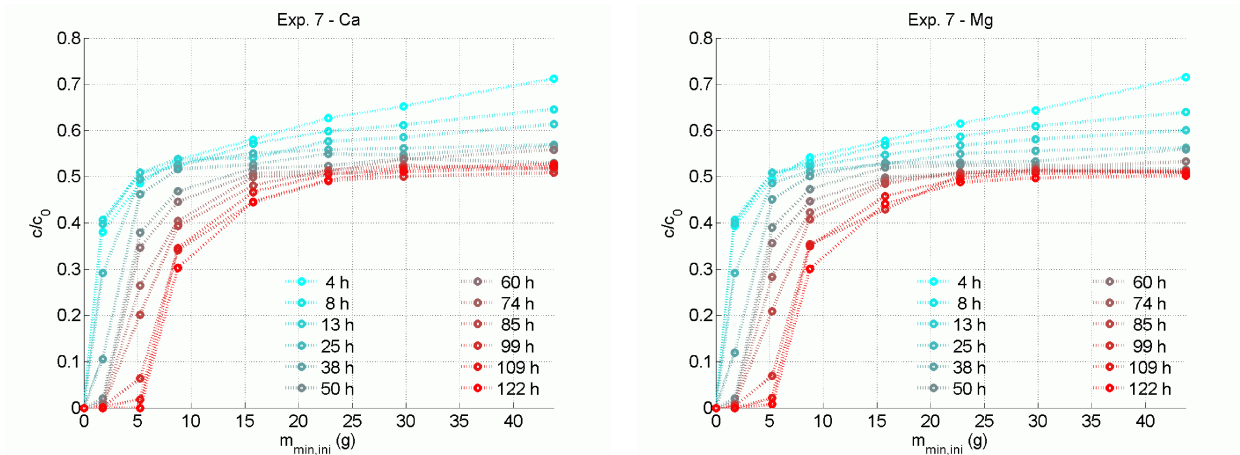 Exp. 7 - Ca
0.8
0.7
0.6
0.5
0.4
0.3
0.2
0.1
0
c/c0
4 h
8 h
13 h
25 h
38 h
50 h
60 h
74 h
85 h
99 h
109 h
122 h
0 5 10 15 20 25 30 35 40
m min,ini (g)
Exp. 7 - Mg
0.8
0.7
0.6
0.5
0.4
0.3
0.2
0.1
0
c/c0
4 h
8 h
13 h
25 h
38 h
50 h
60 h
74 h
85 h
99 h
109 h
122 h
0 5 10 15 20 25 30 35 40
m min,ini (g)